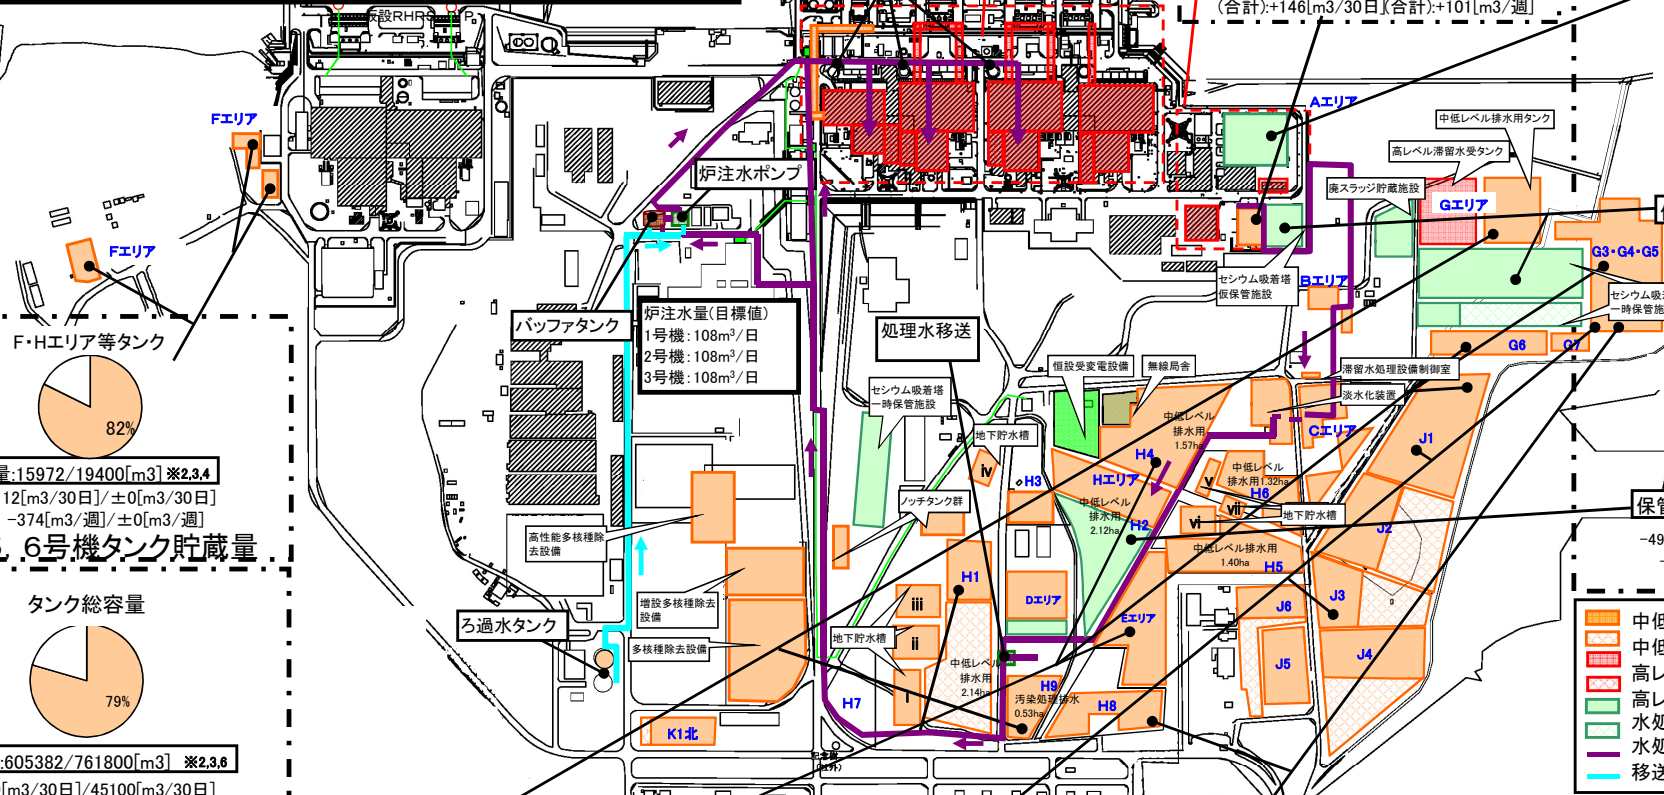 仮設RHRS P
(合計):+146[m3/30日](合計):+101[m3/週]
Fエリア
Aエリア
中低レベル排水用タンク
高レベル滞留水受タンク
炉注水ポンプ
廃スラッジ貯蔵施設
Gエリア
Fエリア
G3・G4・G5
セシウム吸着塔
仮保管施設
Bエリア
セシウム吸
一時保管施
F・Hエリア等タンク
バッファタンク
炉注水量(目標値)
1号機:108m³/日
2号機:108m³/日
3号機:108m³/日
処理水移送
G6
G7
恒設受変電設備
無線局舎
滞留水処理設備制御室
淡水化装置
セシウム吸着塔
一時保管施設
82%
中低レベル
排水用
1.57ha
Cエリア
地下貯水槽
J1
H4
量:15972/19400[m3] ※2,3,4
iv
Hエリア
中低レベル
排水用1.32ha
H3
v
H6
12[m3/30日]/±0[m3/30日]
-374[m3/週]/±0[m3/週]
ノッチタンク群
中低レベル
排水用
2.12ha
H2
vii
vi
地下貯水槽
J2
保管
6号機タンク貯蔵量
高性能多核種除
去設備
中低レベル排水用
1.40ha
H5
-49
タンク総容量
H1
Dエリア
増設多核種除去
設備
iii
Eエリア
J6
J3
中低
ろ過水タンク
地下貯水槽
ii
中低
多核種除去設備
中低レベル
排水用
2.14ha
J5
J4
高レ
79%
i
H9
汚染処理排水
0.53ha
高レ
H7
H8
水処
K1北
水処
:605382/761800[m3] ※2,3,6
移送
[m3/30日]/45100[m3/30日]